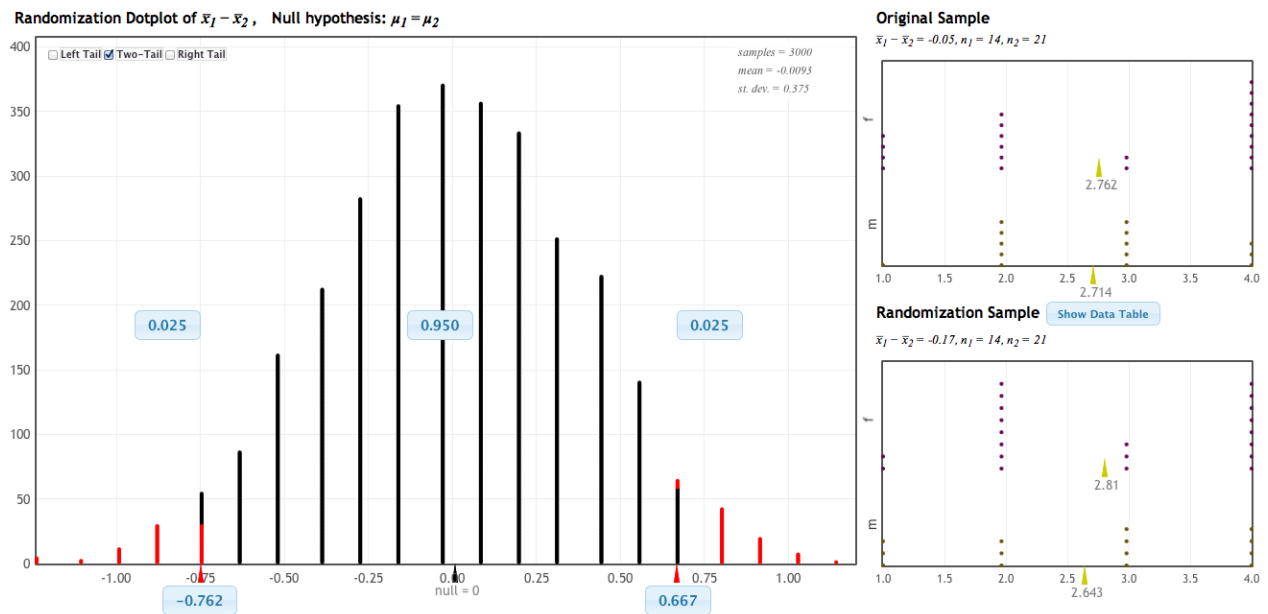 Randomization Dotplot of x̄₁ − x̄₂ ,   Null hypothesis: μ₁ = μ₂
Left Tail Two-Tail Right Tail
samples = 3000
mean = -0.0093
st. dev. = 0.375
400
350
300
250
200
150
100
50
0
0.025
0.950
0.025
-1.00 -0.75 -0.50 -0.25 0.00 0.25 0.50 0.75 1.00
null = 0
−0.762
0.667
Original Sample
x̄₁ − x̄₂ = -0.05, n₁ = 14, n₂ = 21
f
2.762
m
1.0 1.5 2.0 2.5 3.0 3.5 4.0
2.714
Randomization Sample Show Data Table
x̄₁ − x̄₂ = -0.17, n₁ = 14, n₂ = 21
f
2.81
m
1.0 1.5 2.0 2.5 3.0 3.5 4.0
2.643